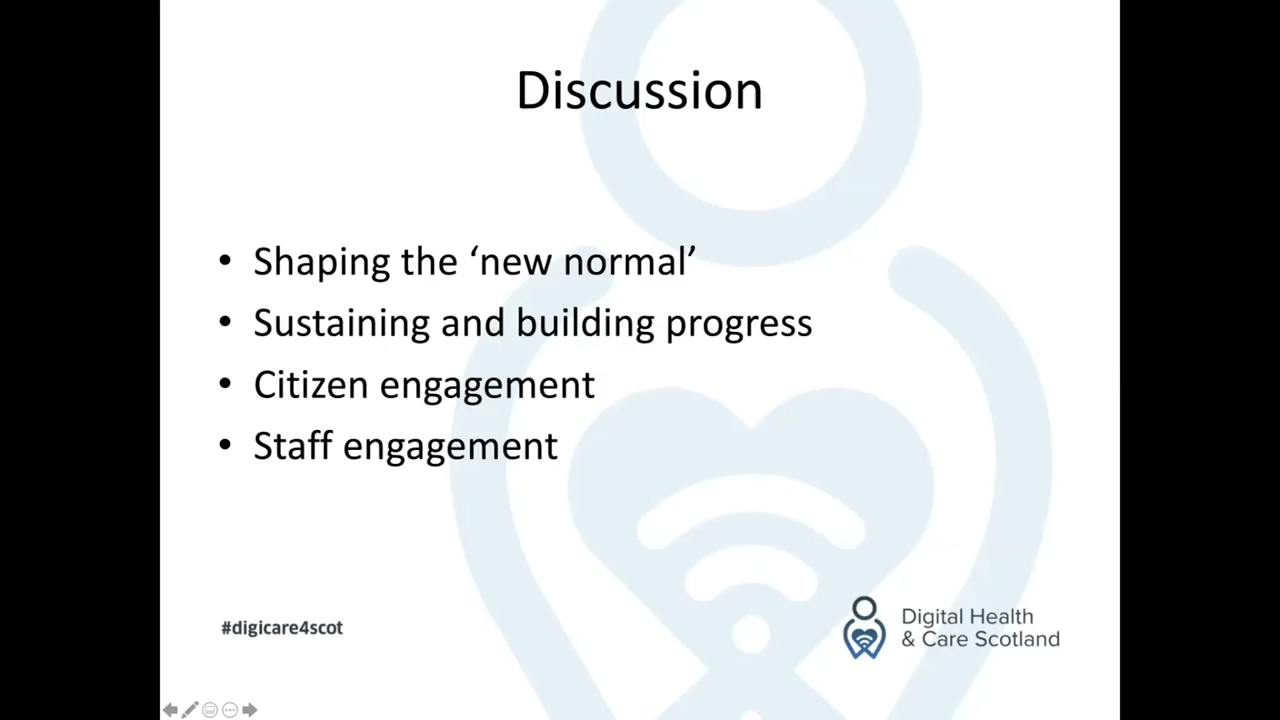 Discussion
• Shaping the ‘new normal’
• Sustaining and building progress
• Citizen engagement
• Staff engagement
#digicare4scot
Digital Health
& Care Scotland